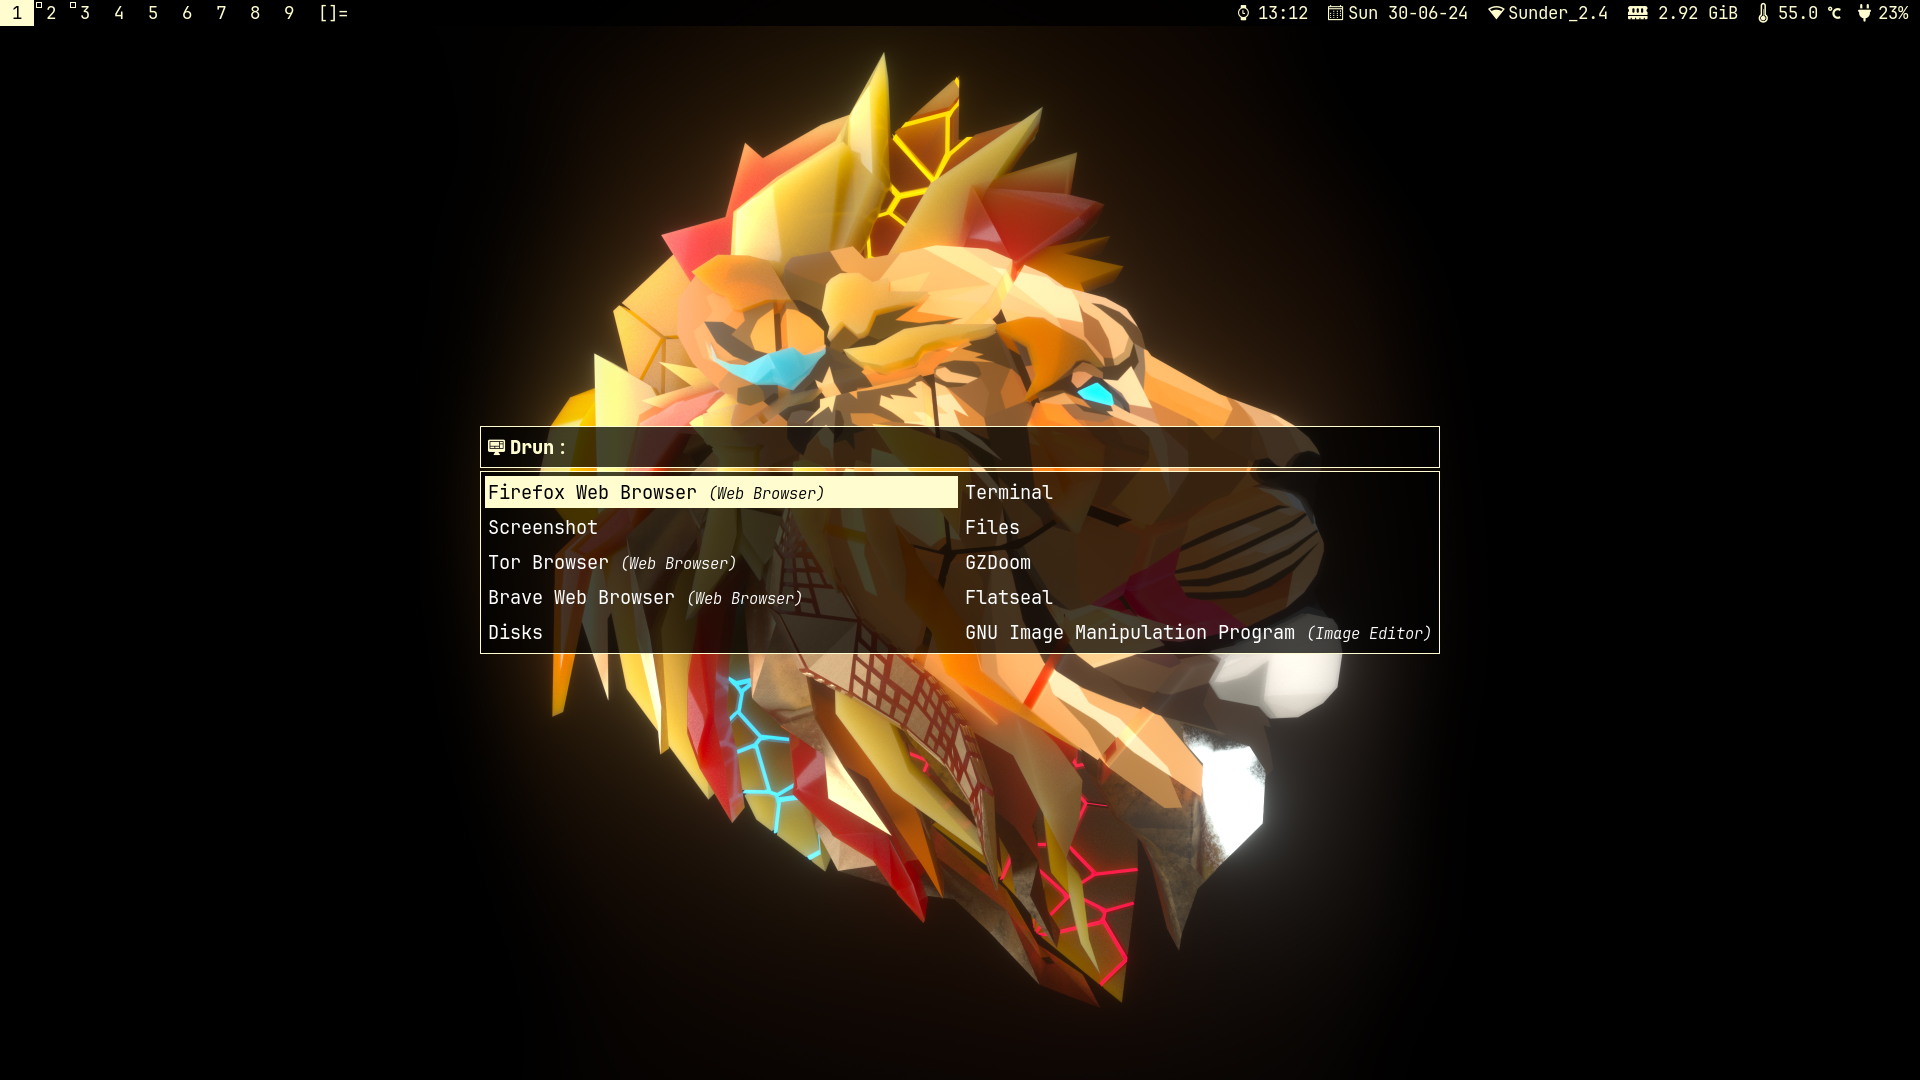 1 2 3 4 5 6 7 8 9 []= 13:12 Sun 30-06-24 Sunder_2.4 2.92 GiB 55.0 ℃ 23%
Drun :
Firefox Web Browser (Web Browser)
Terminal
Screenshot
Files
Tor Browser (Web Browser)
GZDoom
Brave Web Browser (Web Browser)
Flatseal
Disks
GNU Image Manipulation Program (Image Editor)